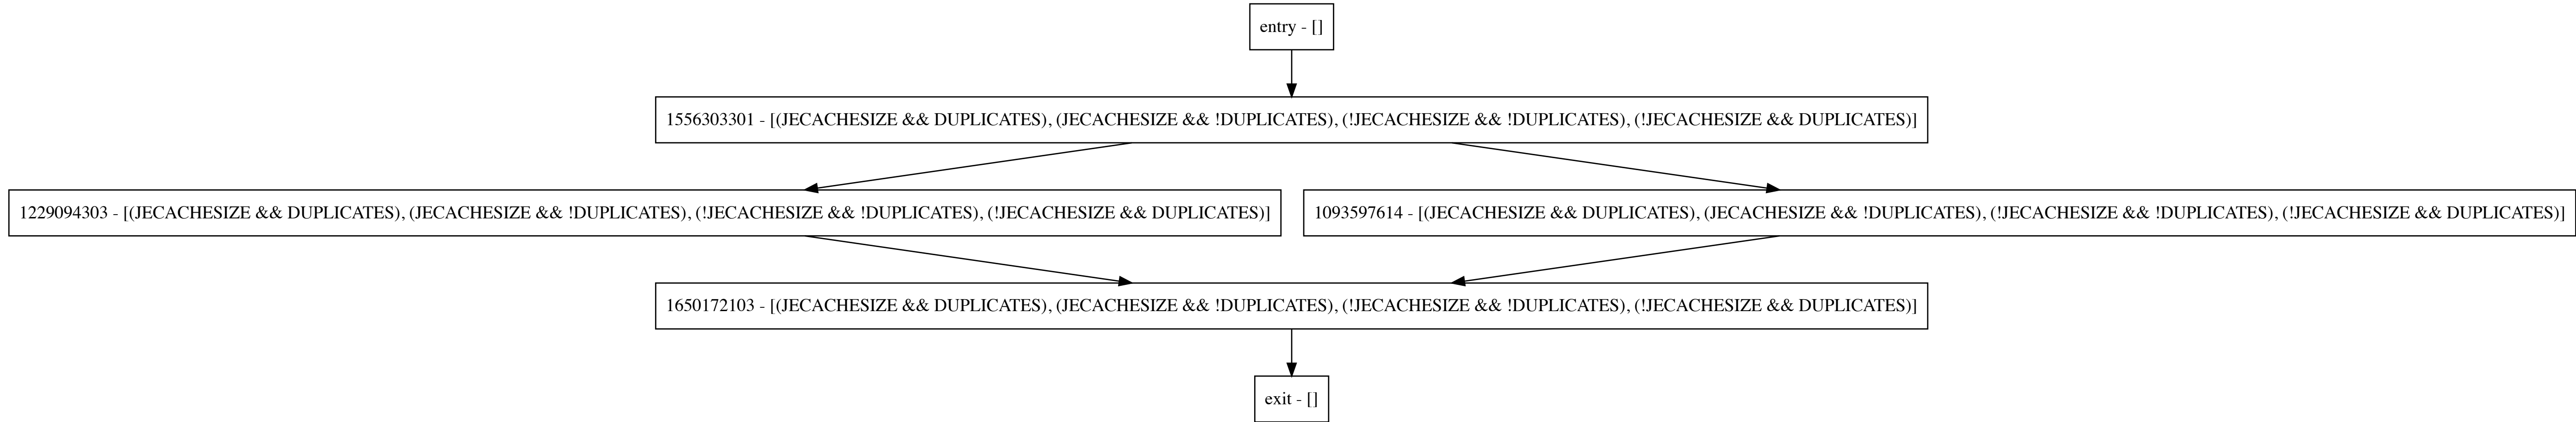 entry - []
1556303301 - [(JECACHESIZE && DUPLICATES), (JECACHESIZE && !DUPLICATES), (!JECACHESIZE && !DUPLICATES), (!JECACHESIZE && DUPLICATES)]
1229094303 - [(JECACHESIZE && DUPLICATES), (JECACHESIZE && !DUPLICATES), (!JECACHESIZE && !DUPLICATES), (!JECACHESIZE && DUPLICATES)]
1093597614 - [(JECACHESIZE && DUPLICATES), (JECACHESIZE && !DUPLICATES), (!JECACHESIZE && !DUPLICATES), (!JECACHESIZE && DUPLICATES)]
1650172103 - [(JECACHESIZE && DUPLICATES), (JECACHESIZE && !DUPLICATES), (!JECACHESIZE && !DUPLICATES), (!JECACHESIZE && DUPLICATES)]
exit - []